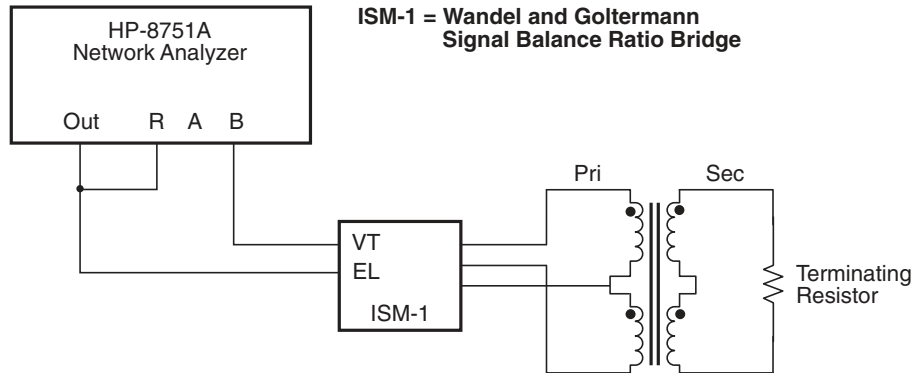 ISM-1 = Wandel and Goltermann
Signal Balance Ratio Bridge
HP-8751A
Network Analyzer
Out R A B
Pri Sec
VT
EL
ISM-1
Terminating
Resistor